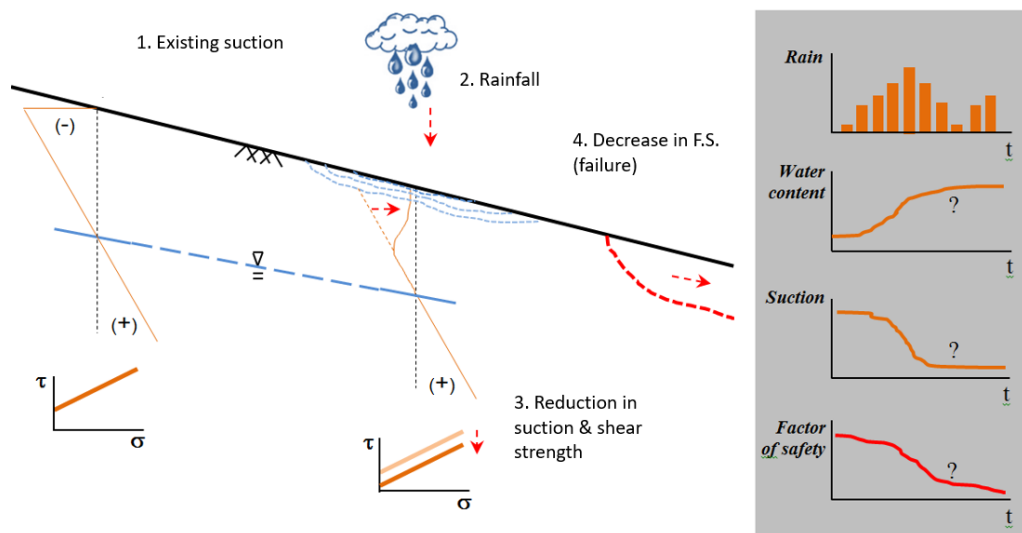 1. Existing suction
2. Rainfall
4. Decrease in F.S.
(failure)
(-)
(+)
τ
σ
(+)
3. Reduction in
suction & shear
strength
τ
σ
Rain
t
Water
content
?
t
Suction
?
t
Factor
of safety
?
t